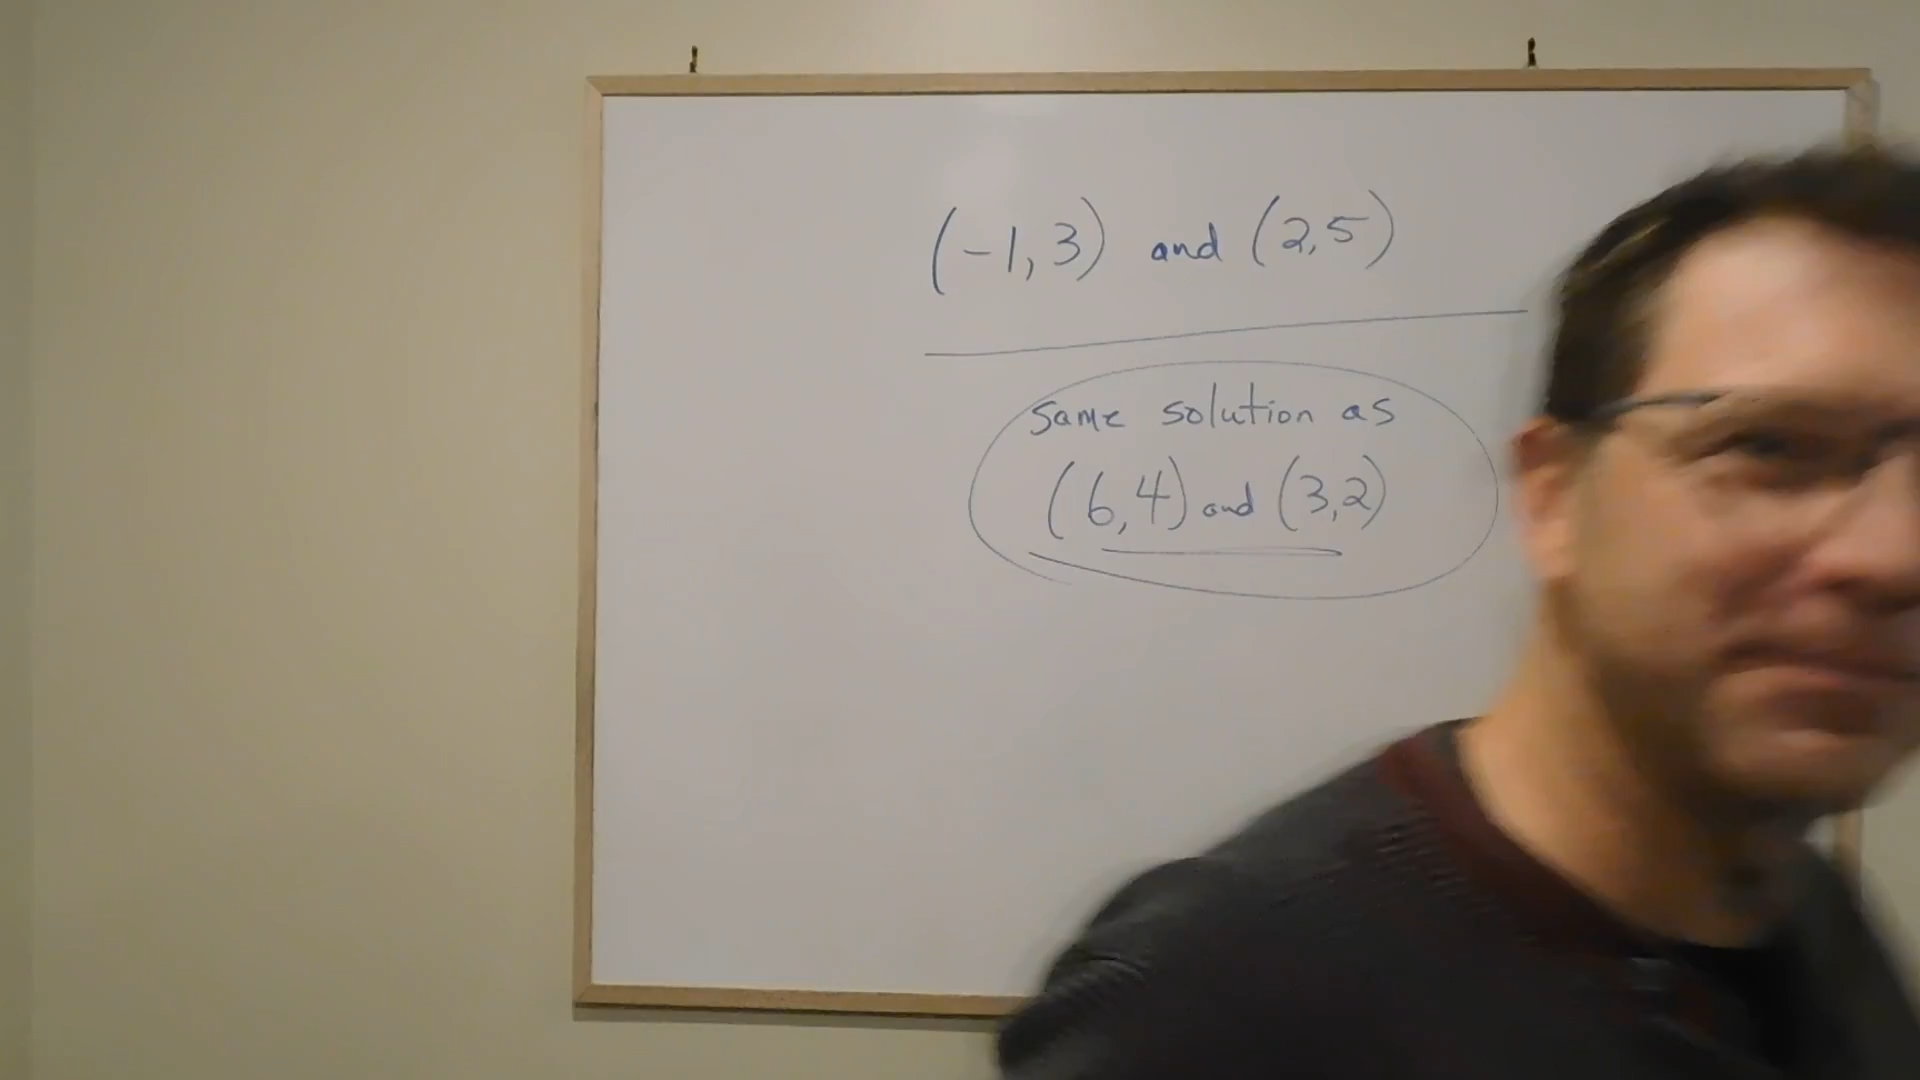 (-1, 3) and (2,5)
same solution as
(6,4) and (3,2)